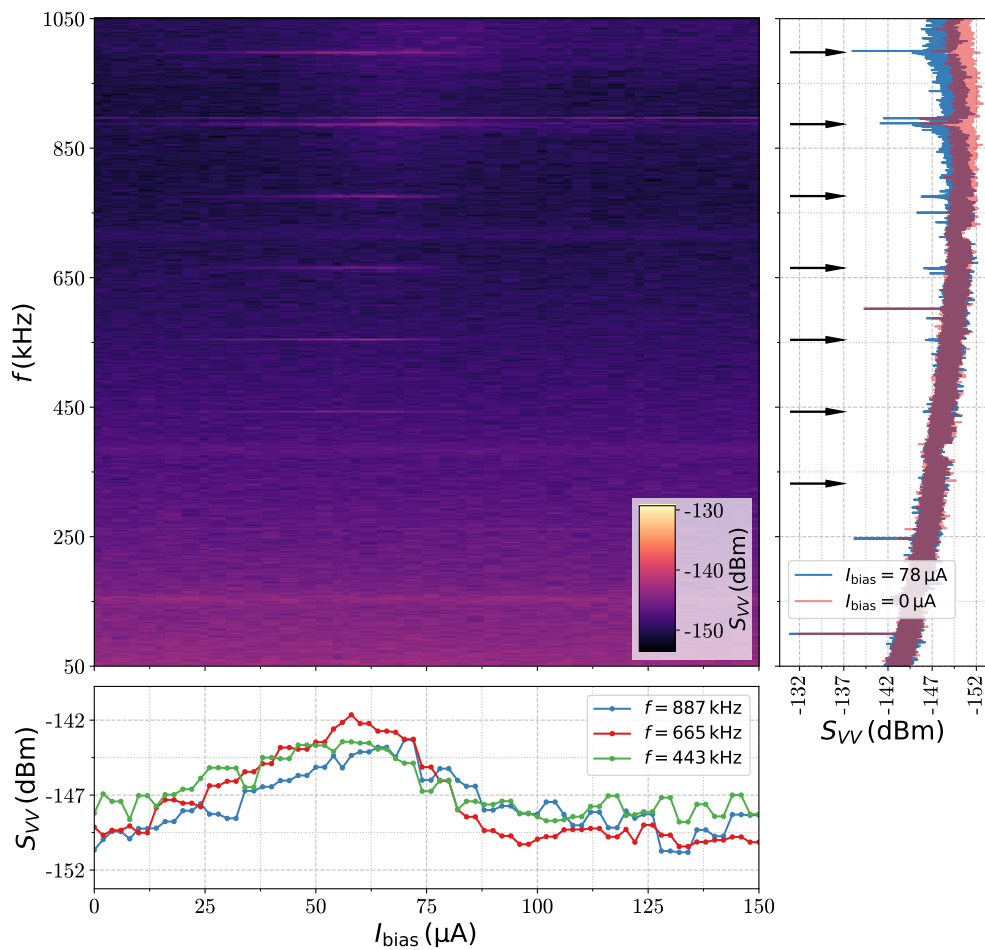 1050
850
650
450
250
50
f (kHz)
-130
-140
-150
S_VV (dBm)
I_bias = 78 μA
I_bias = 0 μA
-132
-137
-142
-147
-152
S_VV (dBm)
-142
-147
-152
S_VV (dBm)
f = 887 kHz
f = 665 kHz
f = 443 kHz
0
25
50
75
100
125
150
I_bias (μA)